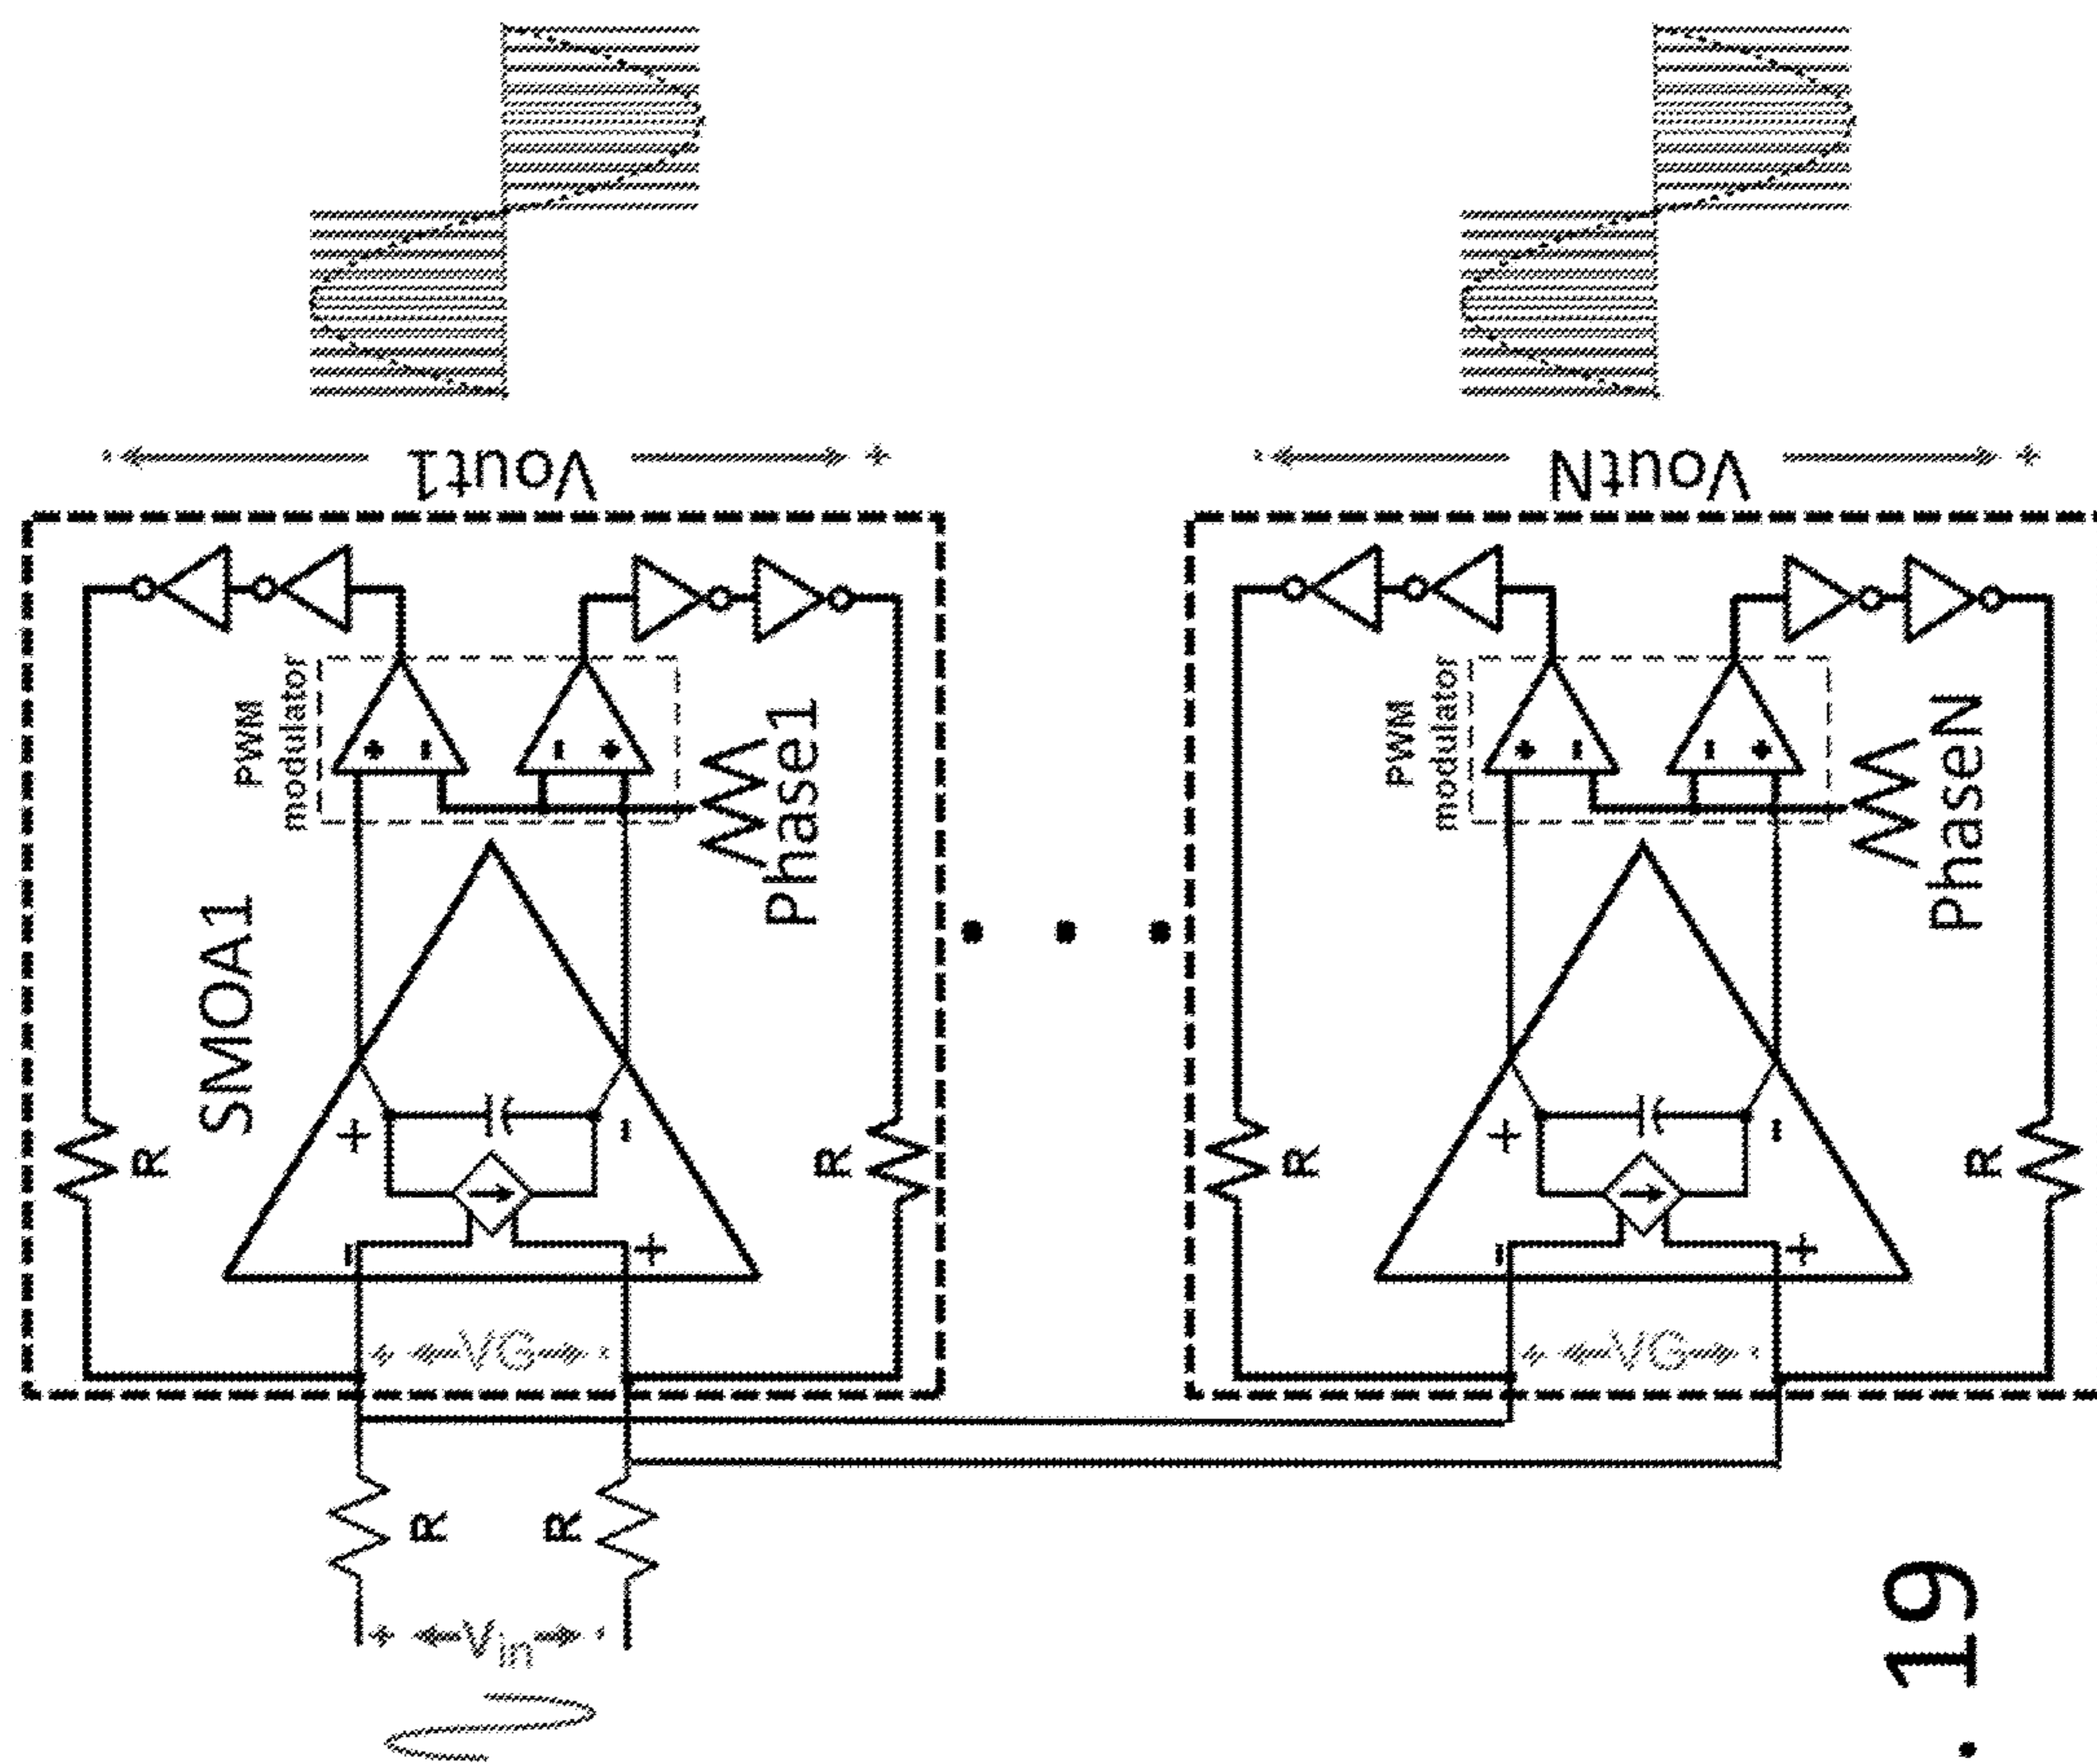 Vout1
VoutN
PWM
modulator
Phase1
SMOA1
R
R
+
-
-
+
+ VG -
PWM
modulator
PhaseN
R
R
+
-
-
+
+ VG -
R
R
+ Vin -
. 19